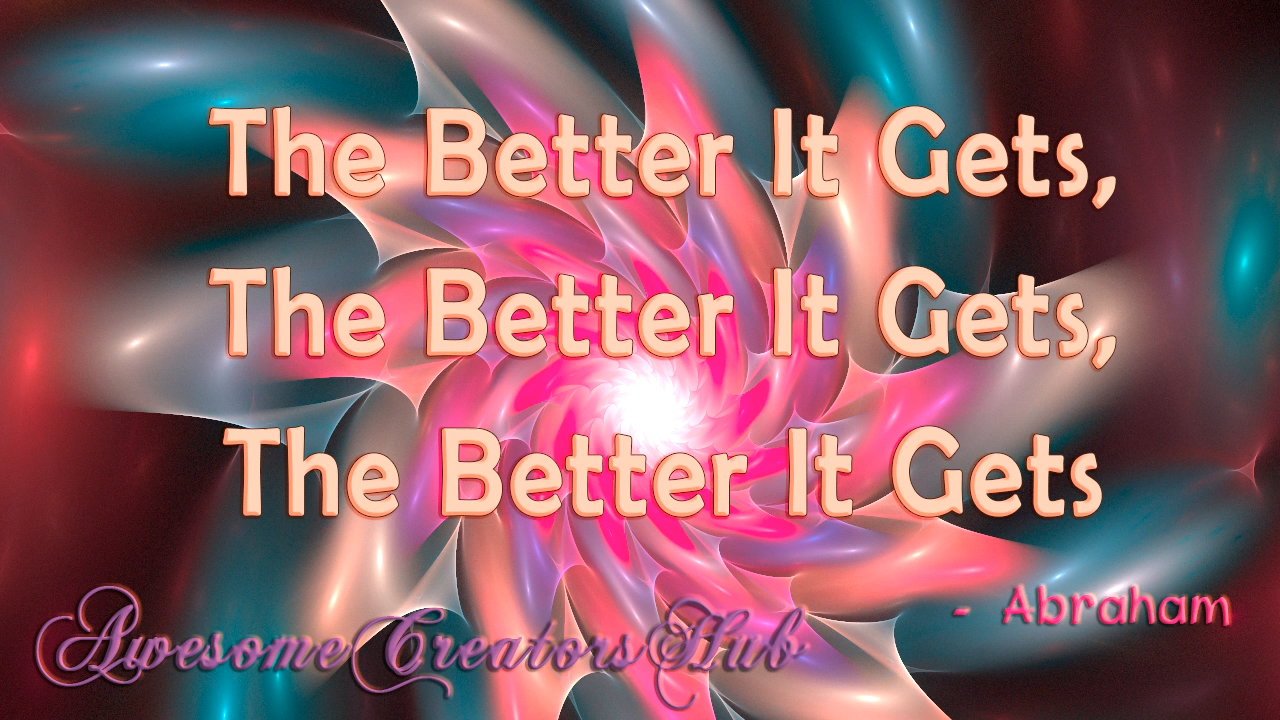 The Better It Gets,
The Better It Gets,
The Better It Gets
- Abraham
AwesomeCreatorsHub